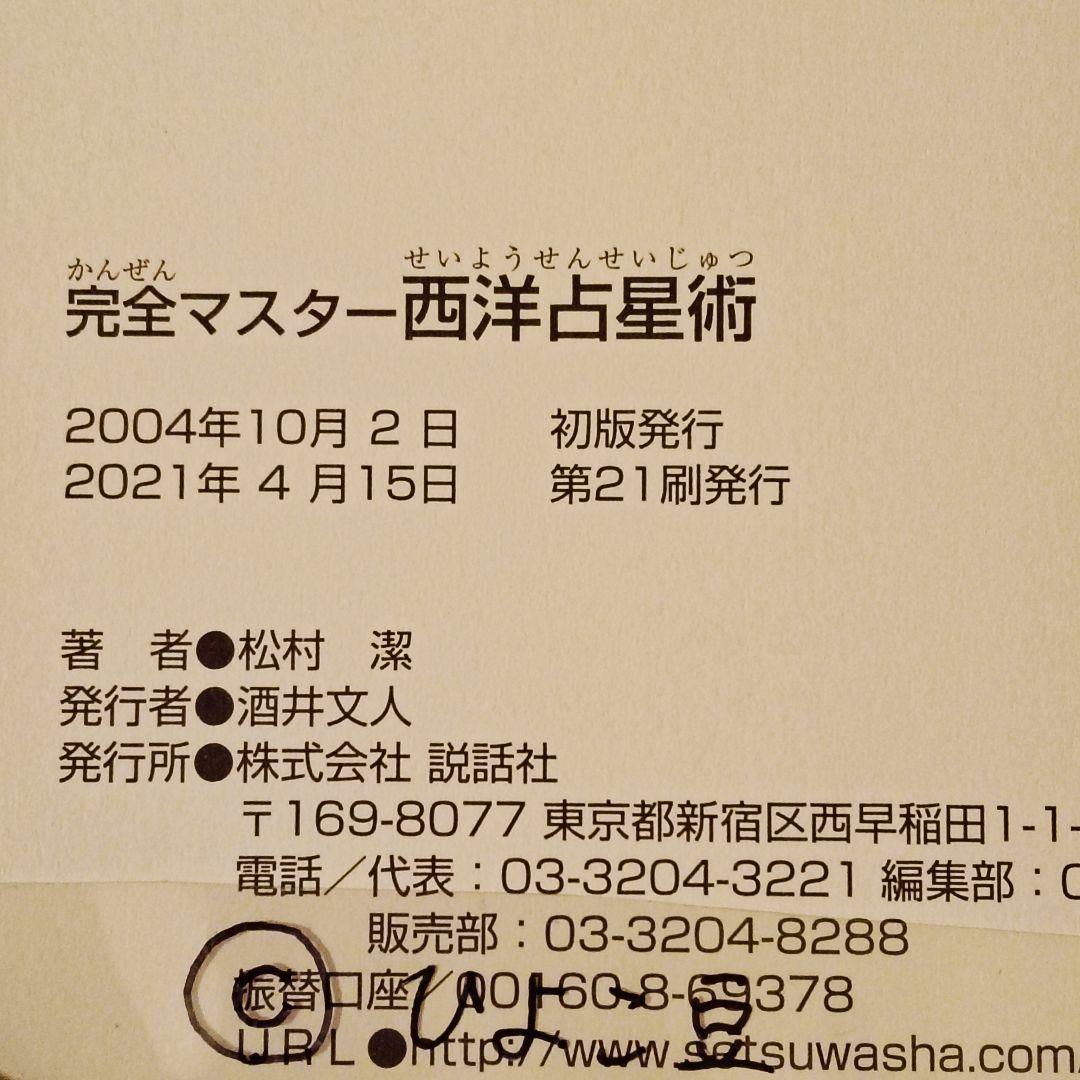 かんぜん せいようせんせいじゅつ
完全マスター西洋占星術
2004年10月 2 日 初版発行
2021年 4 月15日 第21刷発行
著 者●松村 潔
発行者●酒井文人
発行所●株式会社 説話社
〒169-8077 東京都新宿区西早稲田1-1-
電話／代表：03-3204-3221 編集部：0
販売部：03-3204-8288
振替口座／00160-8-69378
URL●http://www.setsuwasha.com/
© ひよこ豆